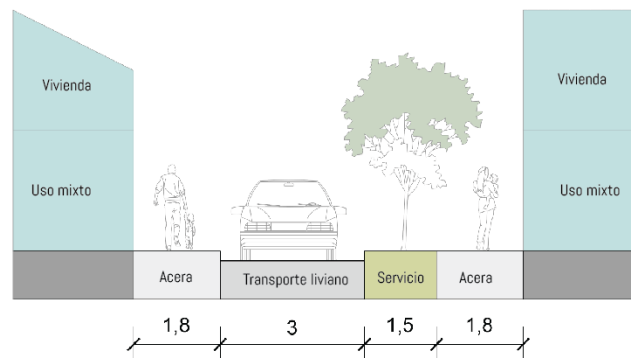 Vivienda
Vivienda
Uso mixto
Uso mixto
Acera
Transporte liviano
Servicio
Acera
1,8
3
1,5
1,8